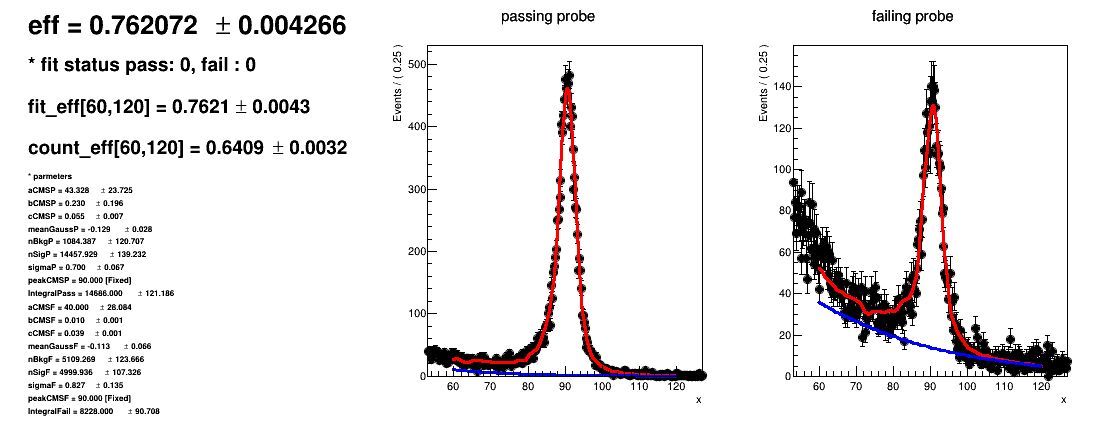 eff = 0.762072 ± 0.004266
* fit status pass: 0, fail : 0
fit_eff[60,120] = 0.7621 ± 0.0043
count_eff[60,120] = 0.6409 ± 0.0032
* parmeters
aCMSP = 43.328 ± 23.725
bCMSP = 0.230 ± 0.196
cCMSP = 0.055 ± 0.007
meanGaussP = -0.129 ± 0.028
nBkgP = 1084.387 ± 120.707
nSigP = 14457.929 ± 139.232
sigmaP = 0.700 ± 0.067
peakCMSP = 90.000 [Fixed]
IntegralPass = 14686.000 ± 121.186
aCMSF = 40.000 ± 28.084
bCMSF = 0.010 ± 0.001
cCMSF = 0.039 ± 0.001
meanGaussF = -0.113 ± 0.066
nBkgF = 5109.269 ± 123.666
nSigF = 4999.936 ± 107.326
sigmaF = 0.827 ± 0.135
peakCMSF = 90.000 [Fixed]
IntegralFail = 8228.000 ± 90.708
passing probe
Events / ( 0.25 )
500
400
300
200
100
0
60 70 80 90 100 110 120
x
failing probe
Events / ( 0.25 )
140
120
100
80
60
40
20
0
60 70 80 90 100 110 120
x